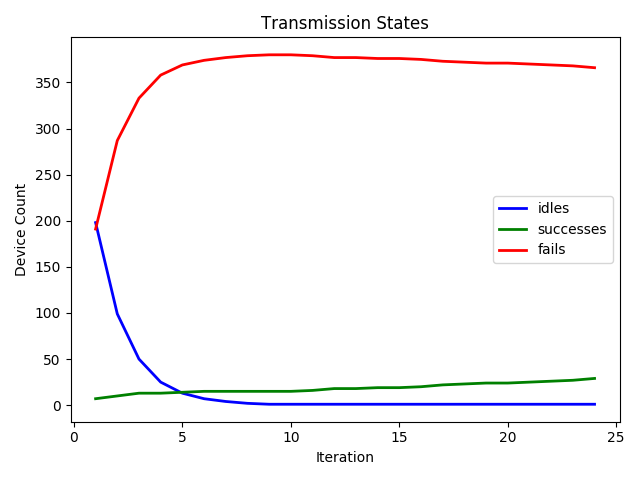 Transmission States
Device Count
350
300
250
200
150
100
50
0
idles
successes
fails
0 5 10 15 20 25
Iteration